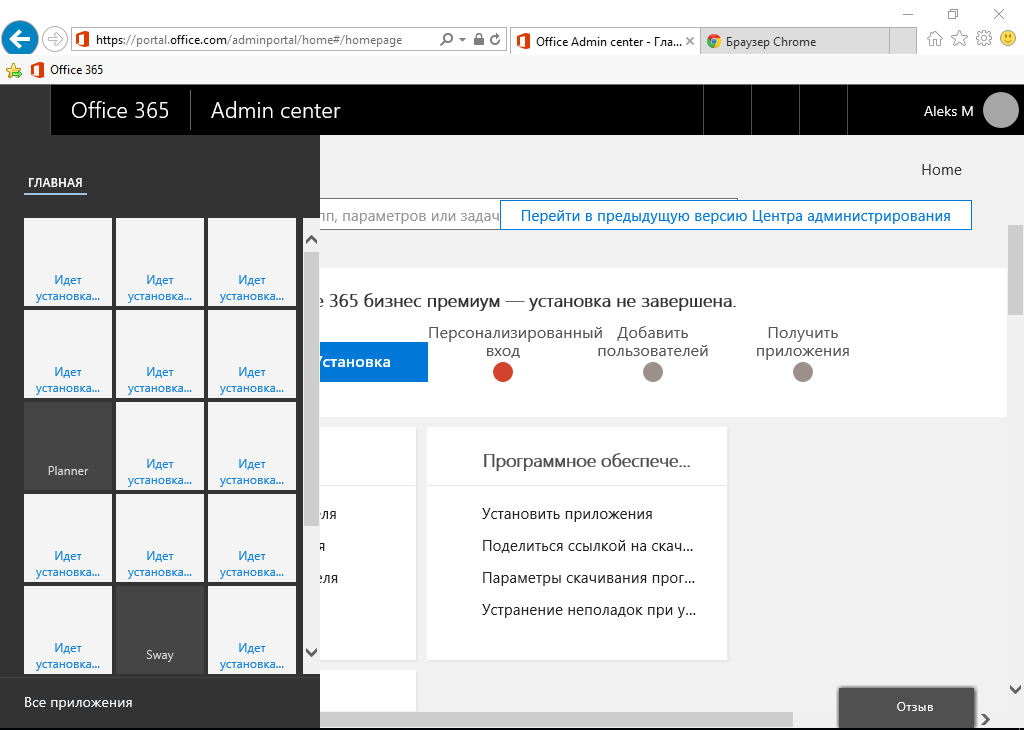 https://portal.office.com/adminportal/home#/homepage
Office Admin center - Гла...
Браузер Chrome
Office 365
Office 365
Admin center
Aleks M
ГЛАВНАЯ
Home
пп, параметров или задач
Перейти в предыдущую версию Центра администрирования
Идет установка...
Идет установка...
Идет установка...
e 365 бизнес премиум — установка не завершена.
Персонализированный вход
Добавить пользователей
Получить приложения
Установка
Идет установка...
Идет установка...
Идет установка...
Planner
Идет установка...
Идет установка...
Программное обеспече...
Установить приложения
Поделиться ссылкой на скач...
Параметры скачивания прог...
Устранение неполадок при у...
еля
я
еля
Идет установка...
Идет установка...
Идет установка...
Идет установка...
Sway
Идет установка...
Все приложения
Отзыв